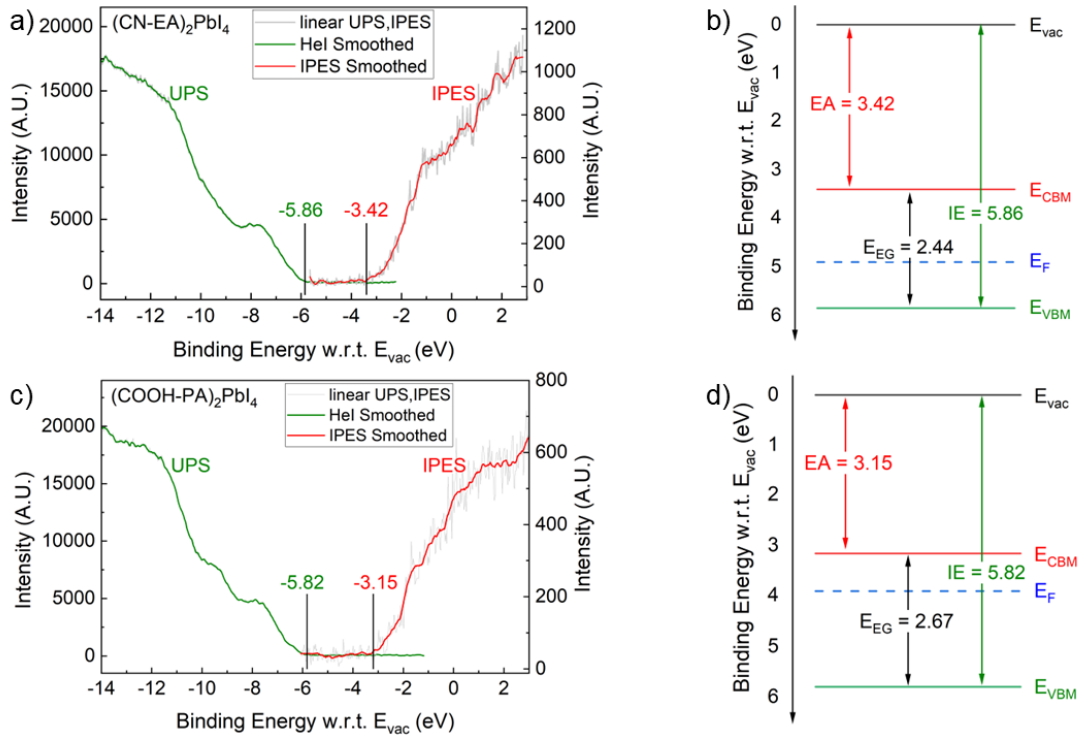 a)
(CN-EA)2PbI4
linear UPS,IPES
HeI Smoothed
IPES Smoothed
UPS
IPES
-5.86
-3.42
Intensity (A.U.)
20000
15000
10000
5000
0
1200
1000
800
600
400
200
0
Intensity (A.U.)
-14 -12 -10 -8 -6 -4 -2 0 2
Binding Energy w.r.t. Evac (eV)
b)
Binding Energy w.r.t. Evac (eV)
0
1
2
3
4
5
6
Evac
EA = 3.42
ECBM
IE = 5.86
EEG = 2.44
EF
EVBM
c)
(COOH-PA)2PbI4
linear UPS,IPES
HeI Smoothed
IPES Smoothed
UPS
IPES
-5.82
-3.15
Intensity (A.U.)
20000
15000
10000
5000
0
800
600
400
200
0
Intensity (A.U.)
-14 -12 -10 -8 -6 -4 -2 0 2
Binding Energy w.r.t. Evac (eV)
d)
Binding Energy w.r.t. Evac (eV)
0
1
2
3
4
5
6
Evac
EA = 3.15
ECBM
IE = 5.82
EF
EEG = 2.67
EVBM